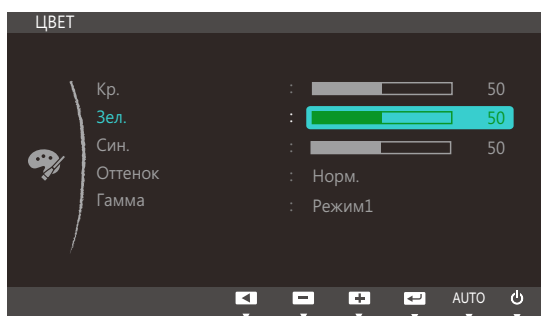 ЦВЕТ
Кр. : 50
Зел. : 50
Син. : 50
Оттенок : Норм.
Гамма : Режим1
AUTO